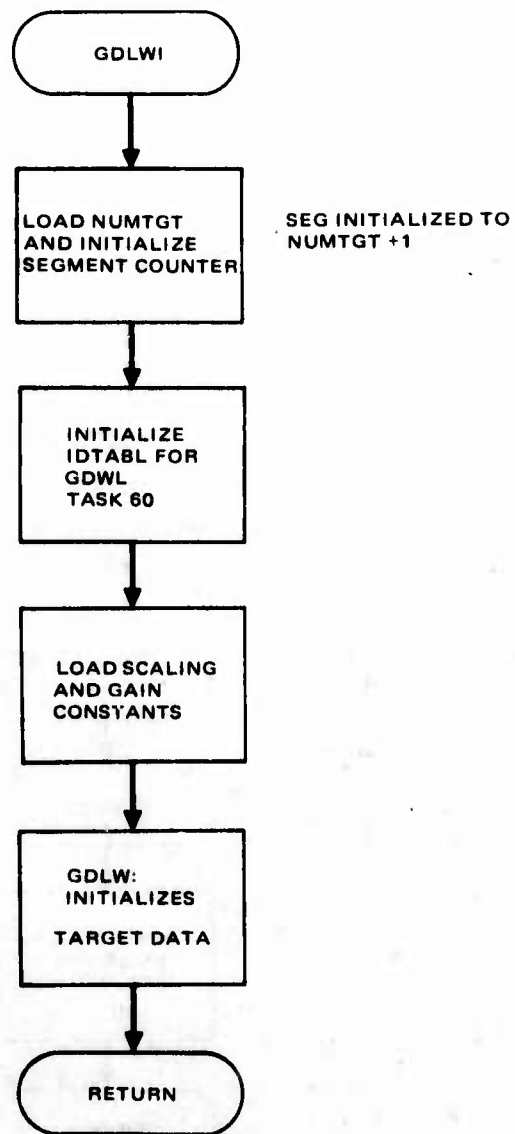 GDLWI
LOAD NUMTGT
AND INITIALIZE
SEGMENT COUNTER
SEG INITIALIZED TO
NUMTGT +1
INITIALIZE
IDTABL FOR
GDWL
TASK 60
LOAD SCALING
AND GAIN
CONSTANTS
GDLW:
INITIALIZES
TARGET DATA
RETURN